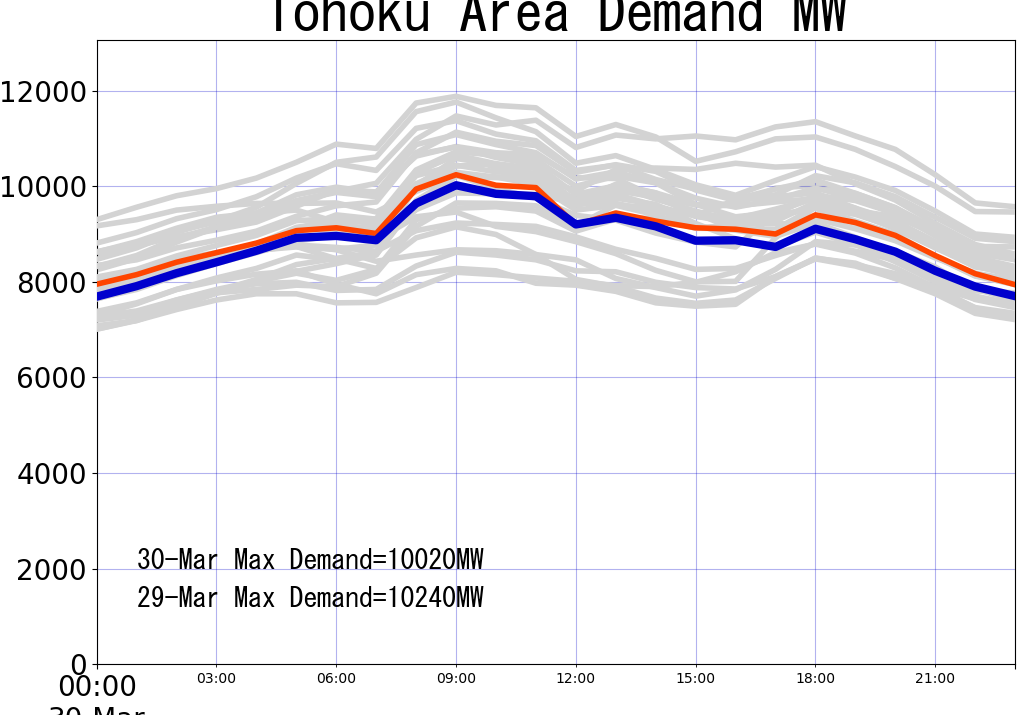 Tohoku Area Demand MW
12000
10000
8000
6000
4000
2000
0
30-Mar Max Demand=10020MW
29-Mar Max Demand=10240MW
00:00 03:00 06:00 09:00 12:00 15:00 18:00 21:00
30-Mar